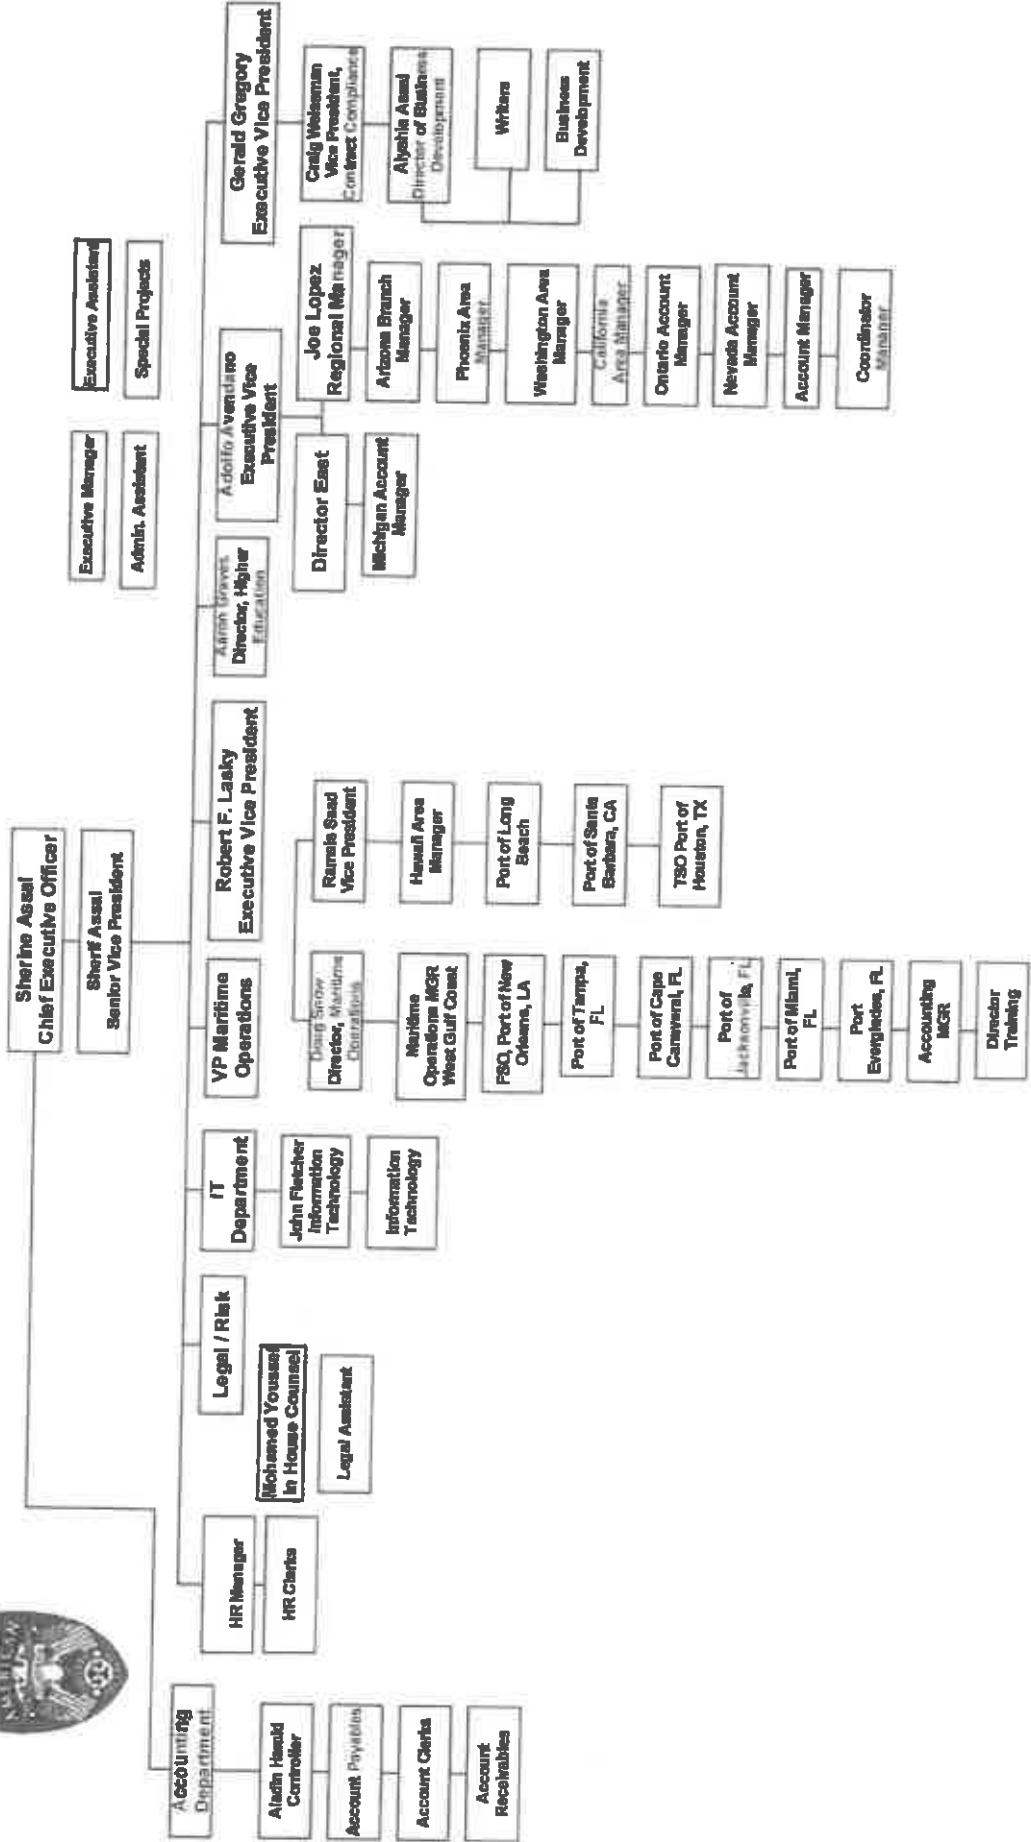 Sherine Assal
Chief Executive Officer
Sherif Assal
Senior Vice President
Executive Manager
Executive Assistant
Admin. Assistant
Special Projects
Accounting
Department
Aladin Hamid
Controller
Account Payables
Account Clerks
Account
Receivables
HR Manager
HR Clerks
Legal / Risk
Mohamed Youssef
In House Counsel
Legal Assistant
IT
Department
John Fletcher
Information
Technology
Information
Technology
VP Maritime
Operations
Doug Snow
Director, Maritime
Operations
Maritime
Operations MGR
West Gulf Coast
FSO, Port of New
Orleans, LA
Port of Tampa,
FL
Port of Cape
Canaveral, FL
Port of
Jacksonville, FL
Port of Miami,
FL
Port
Everglades, FL
Accounting
MGR
Director
Training
Robert F. Lasky
Executive Vice President
Ramsis Saad
Vice President
Hawaii Area
Manager
Port of Long
Beach
Port of Santa
Barbara, CA
TSO Port of
Houston, TX
Aaron Graves
Director, Higher
Education
Adolfo Avendano
Executive Vice
President
Director East
Michigan Account
Manager
Joe Lopez
Regional Manager
Arizona Branch
Manager
Phoenix Area
Manager
Washington Area
Manager
California
Area Manager
Ontario Account
Manager
Nevada Account
Manager
Account Manager
Coordinator
Manager
Gerald Gregory
Executive Vice President
Craig Weissman
Vice President,
Contract Compliance
Alyshia Assal
Director of Business
Development
Writers
Business
Development